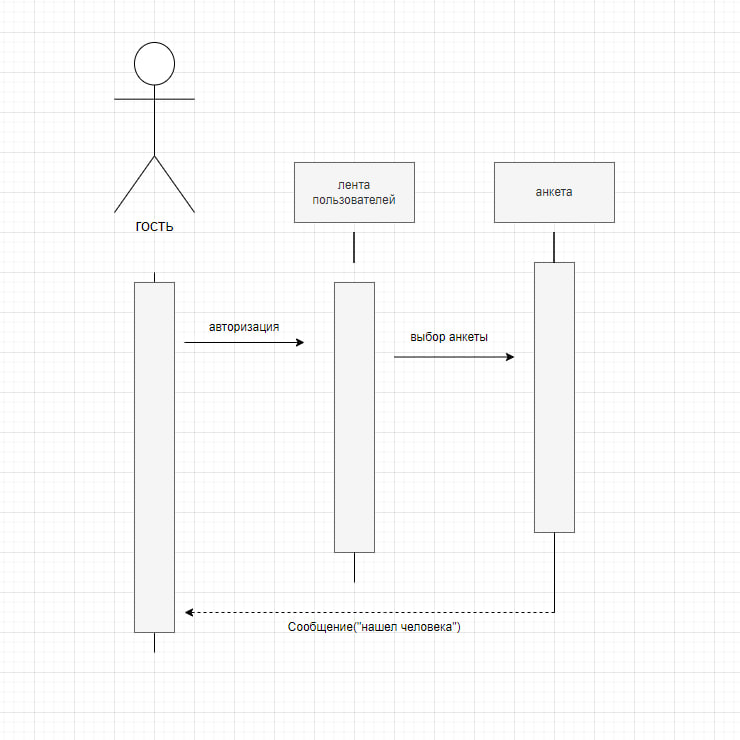 лента
пользователей
анкета
ГОСТЬ
авторизация
выбор анкеты
Сообщение("нашел человека")